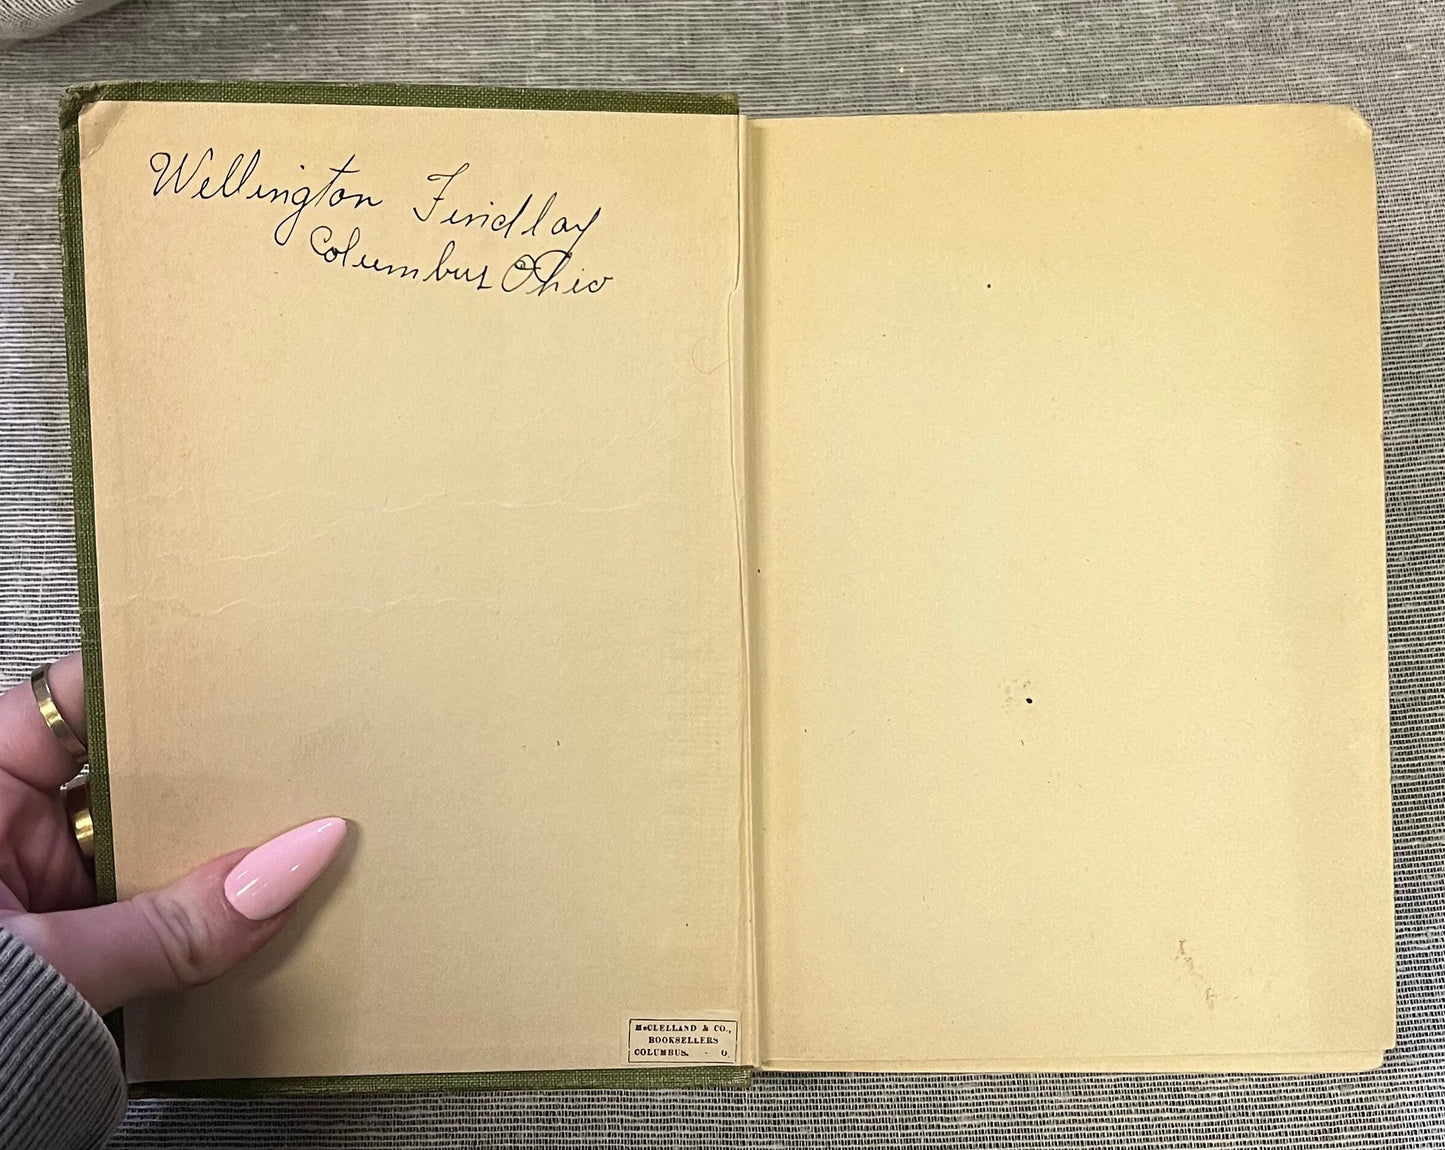 Wellington Findlay
Columbus Ohio
McCLELLAND & CO.,
BOOKSELLERS
COLUMBUS. - O.